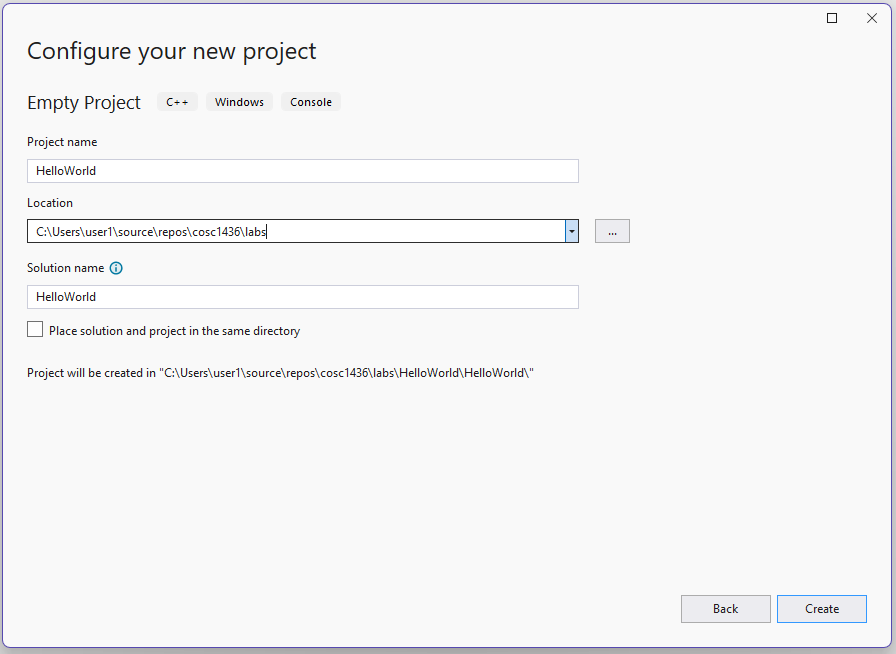 Configure your new project
Empty Project C++ Windows Console
Project name
HelloWorld
Location
C:\Users\user1\source\repos\cosc1436\labs
...
Solution name
HelloWorld
Place solution and project in the same directory
Project will be created in "C:\Users\user1\source\repos\cosc1436\labs\HelloWorld\HelloWorld\"
Back Create